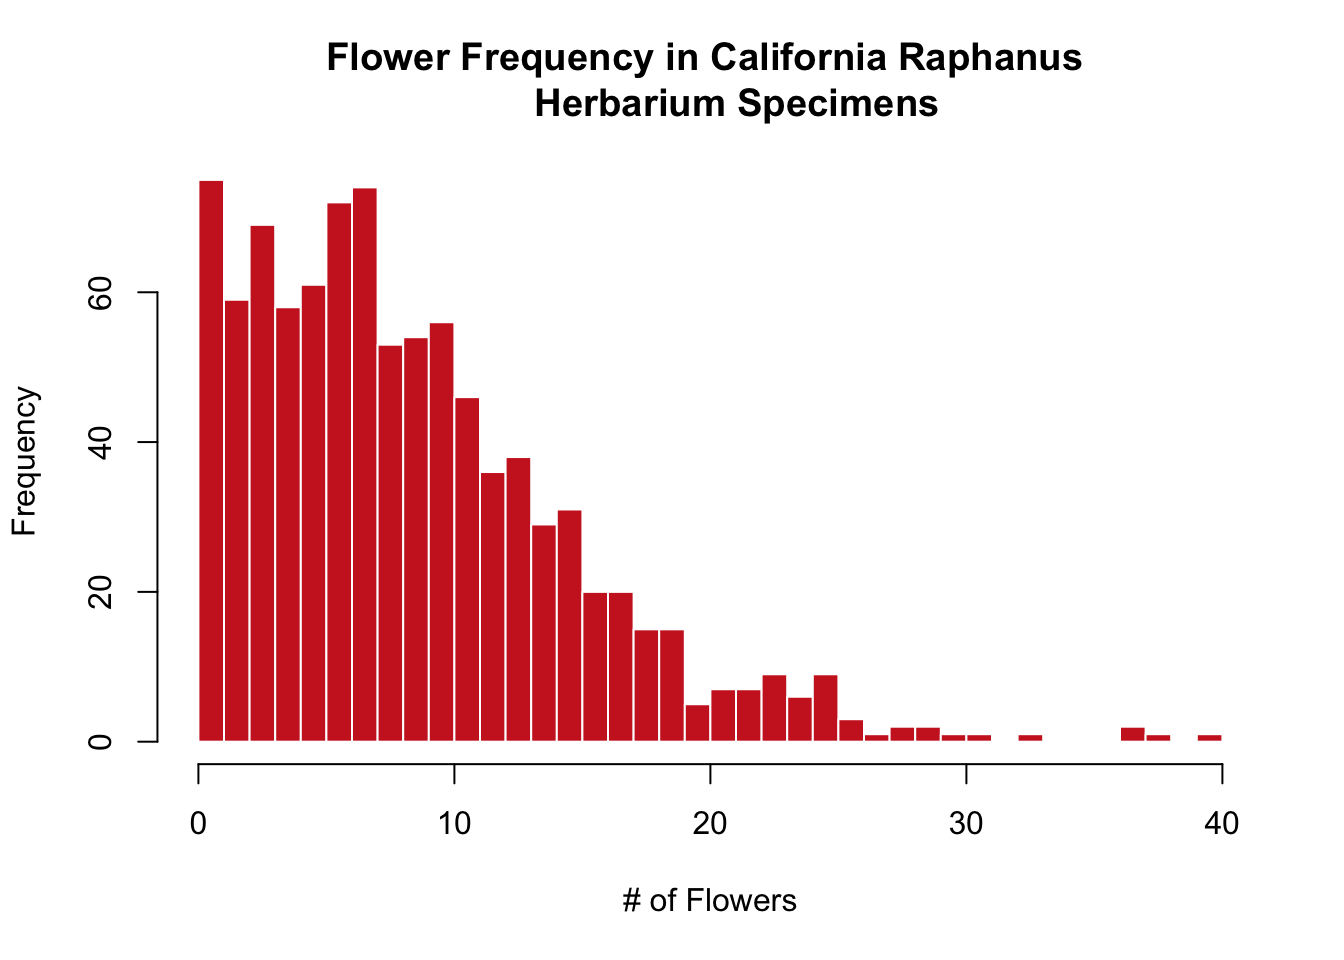 Flower Frequency in California Raphanus
Herbarium Specimens
60
40
20
0
Frequency
0 10 20 30 40
# of Flowers